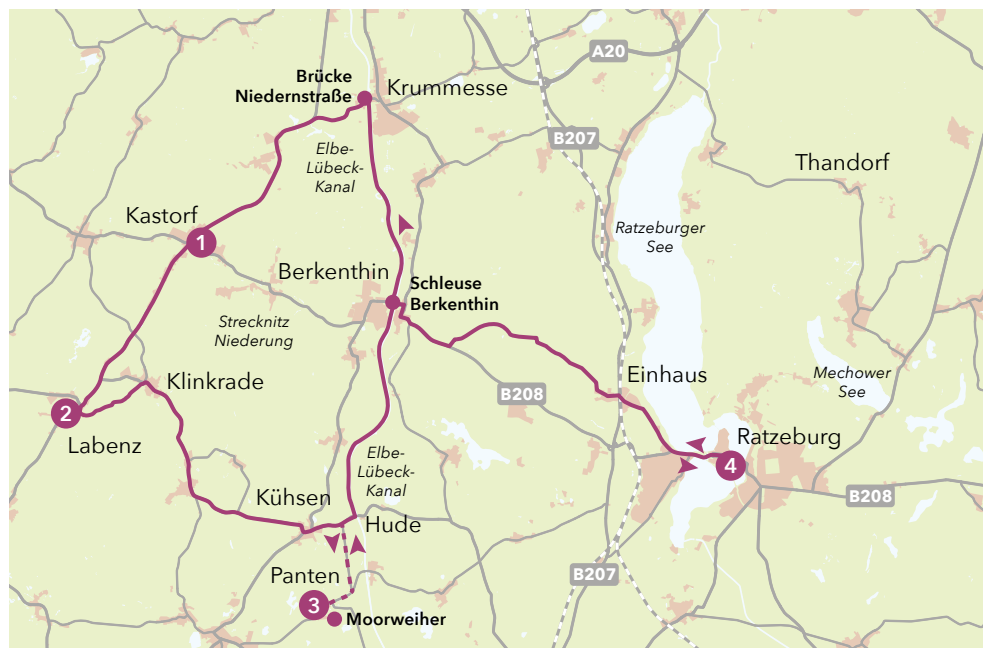 A20
Brücke
Niedernstraße
Krummesse
B207
Elbe-
Lübeck-
Kanal
Thandorf
Kastorf
1
Ratzeburger
See
Berkenthin
Schleuse
Berkenthin
Strecknitz
Niederung
Klinkrade
Einhaus
Mechower
See
B208
2
Labenz
Ratzeburg
4
Elbe-
Lübeck-
Kanal
B208
Kühsen
Hude
Panten
B207
3
Moorweiher